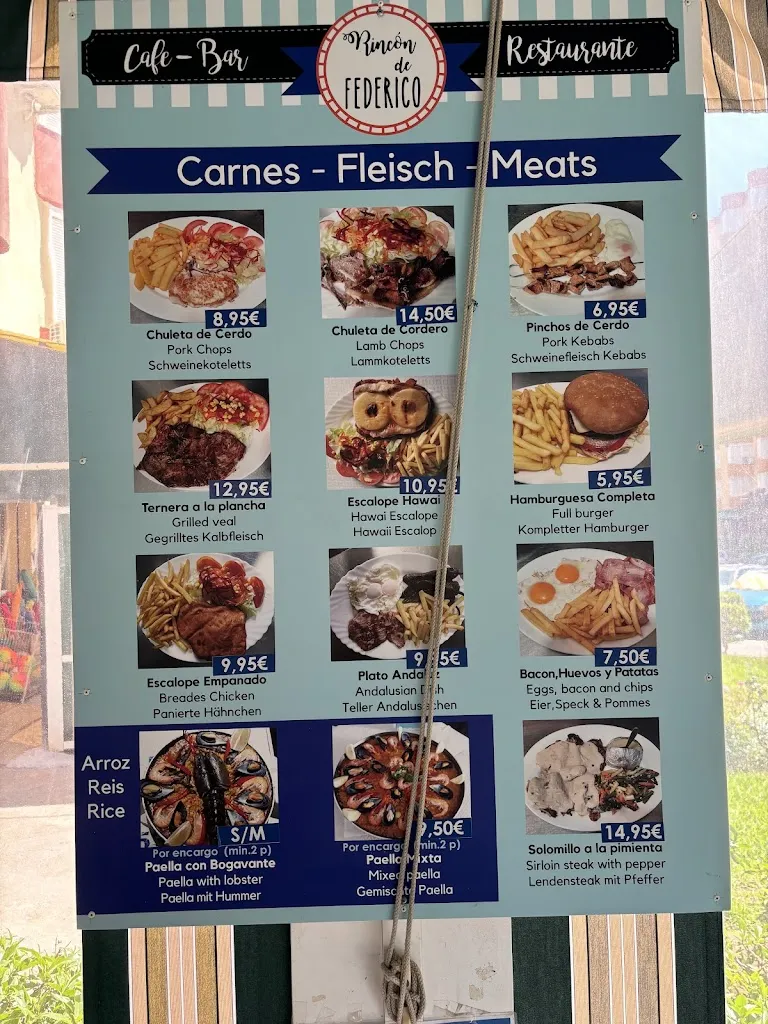 Cafe - Bar
Rincón
de
FEDERICO
Restaurante
Carnes - Fleisch - Meats
8,95€
Chuleta de Cerdo
Pork Chops
Schweinekoteletts
14,50€
Chuleta de Cordero
Lamb Chops
Lammkoteletts
6,95€
Pinchos de Cerdo
Pork Kebabs
Schweinefleisch Kebabs
12,95€
Ternera a la plancha
Grilled veal
Gegrilltes Kalbfleisch
10,95€
Escalope Hawai
Hawai Escalope
Hawaii Escalop
5,95€
Hamburguesa Completa
Full burger
Kompletter Hamburger
9,95€
Escalope Empanado
Breades Chicken
Panierte Hähnchen
Plato Andaluz
Andalusian Dish
Teller Andalusischen
7,50€
Bacon,Huevos y Patatas
Eggs, bacon and chips
Eier,Speck & Pommes
Arroz
Reis
Rice
S/M
Por encargo (min.2 p)
Paella con Bogavante
Paella with lobster
Paella mit Hummer
Por encargo (min.2 p)
Paella Mixta
Mixed paella
Gemischte Paella
14,95€
Solomillo a la pimienta
Sirloin steak with pepper
Lendensteak mit Pfeffer